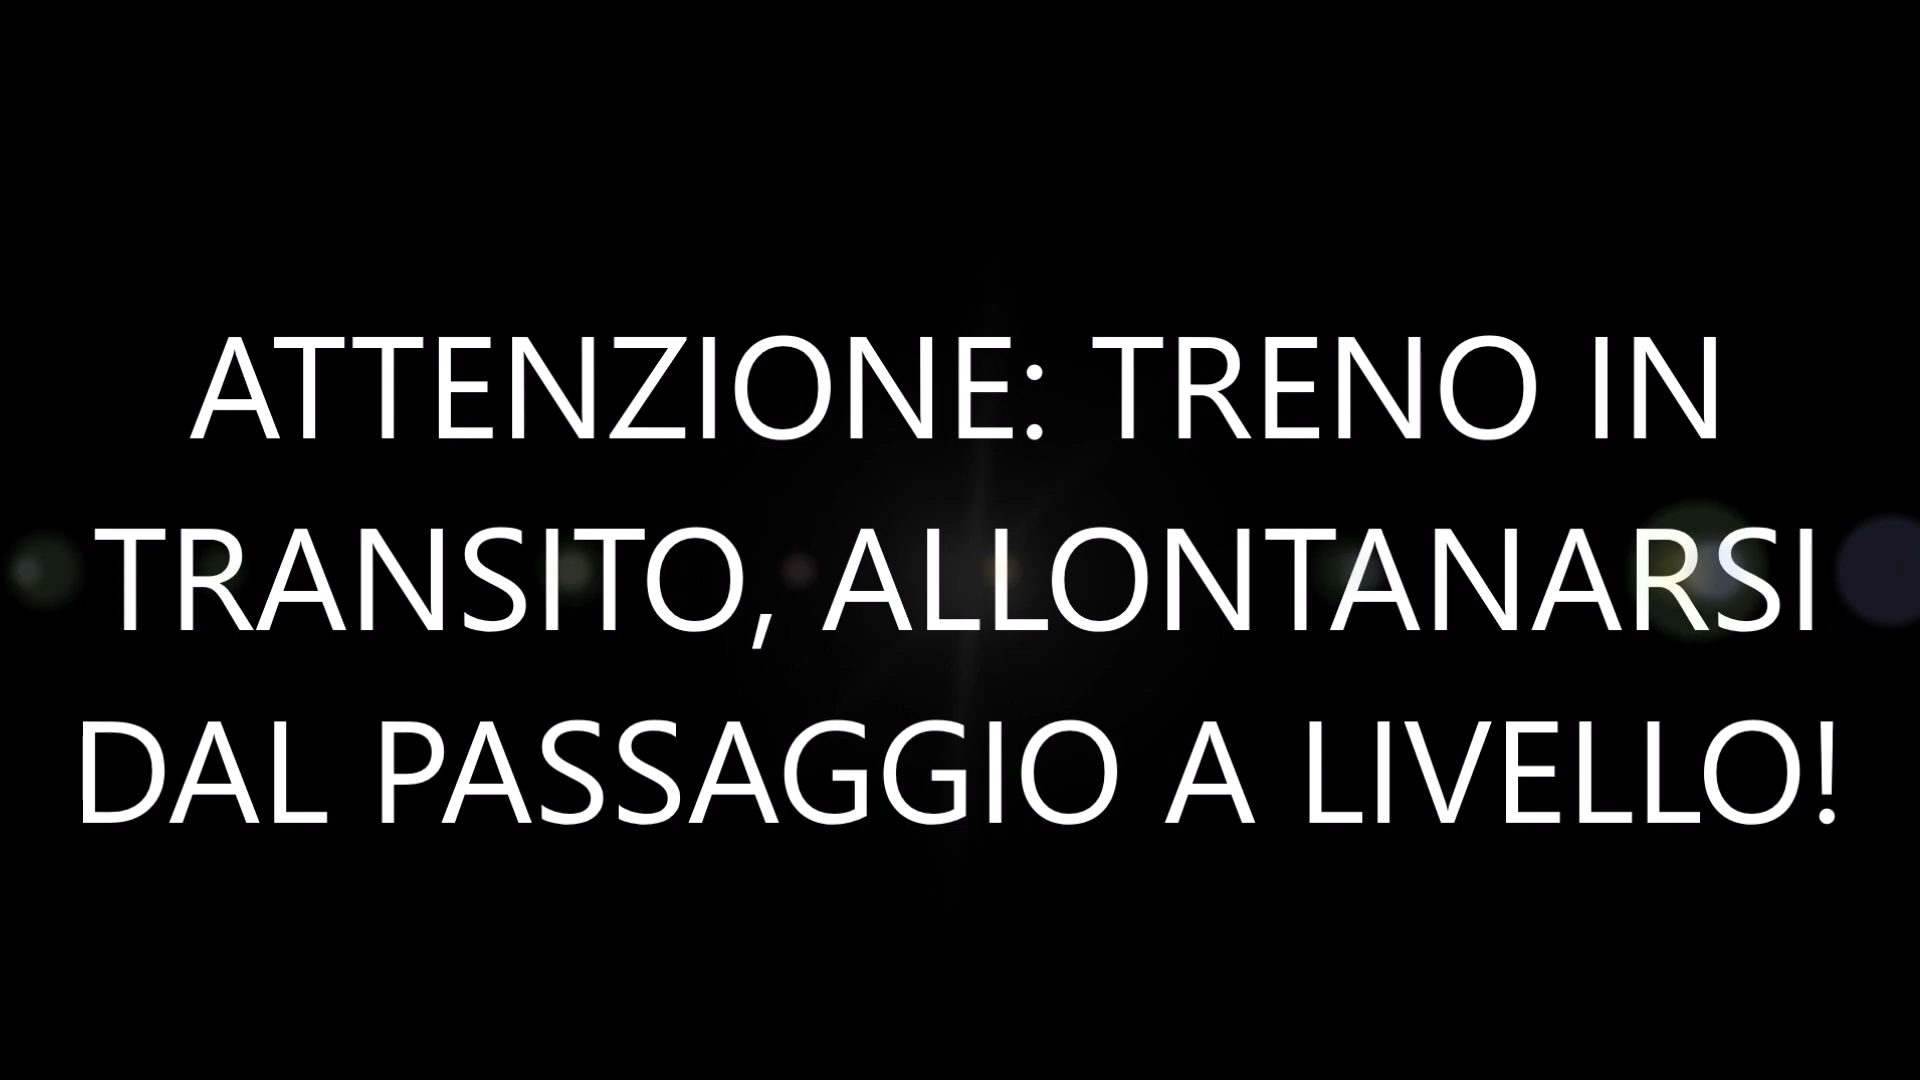 ATTENZIONE: TRENO IN
TRANSITO, ALLONTANARSI
DAL PASSAGGIO A LIVELLO!